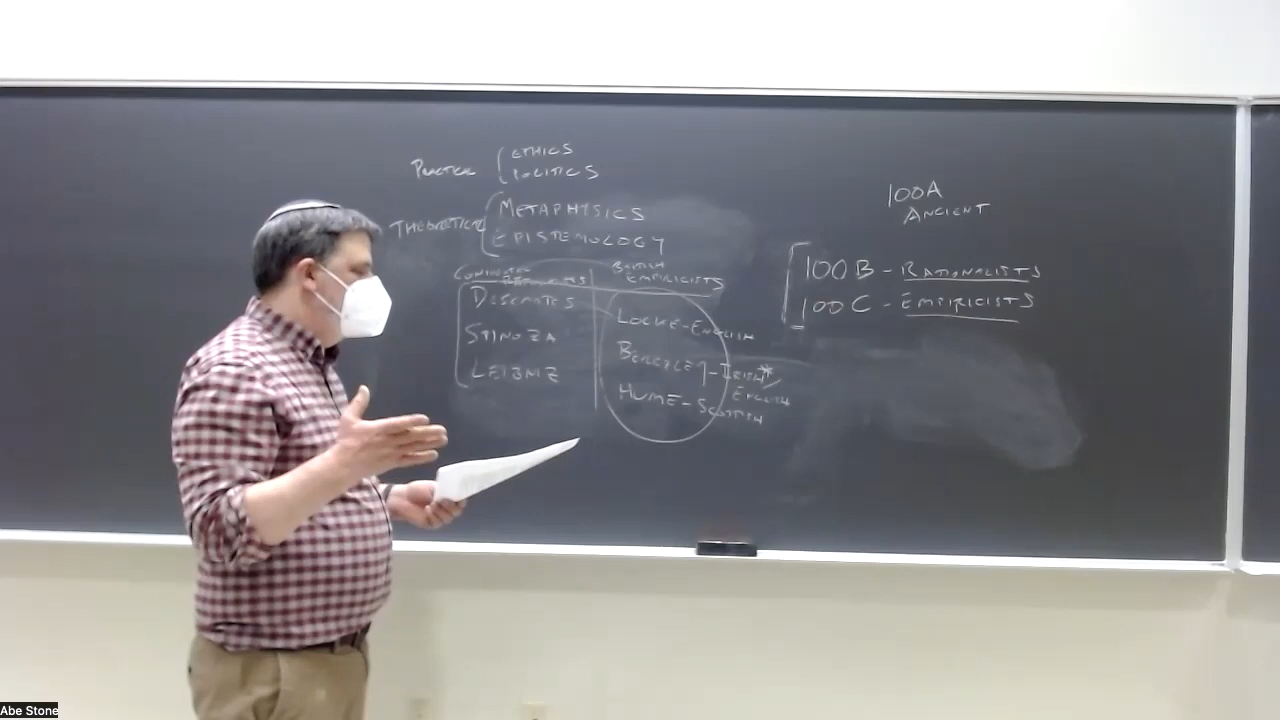 PRACTICAL ETHICS
POLITICS
THEORETICAL METAPHYSICS
EPISTEMOLOGY
CONTINENTAL RATIONALISTS
BRITISH EMPIRICISTS
DESCARTES
SPINOZA
LEIBNIZ
LOCKE-ENGLISH
BERKELEY-IRISH*
ENGLISH
HUME-SCOTTISH
100A
ANCIENT
100B-RATIONALISTS
100C-EMPIRICISTS
Abe Stone